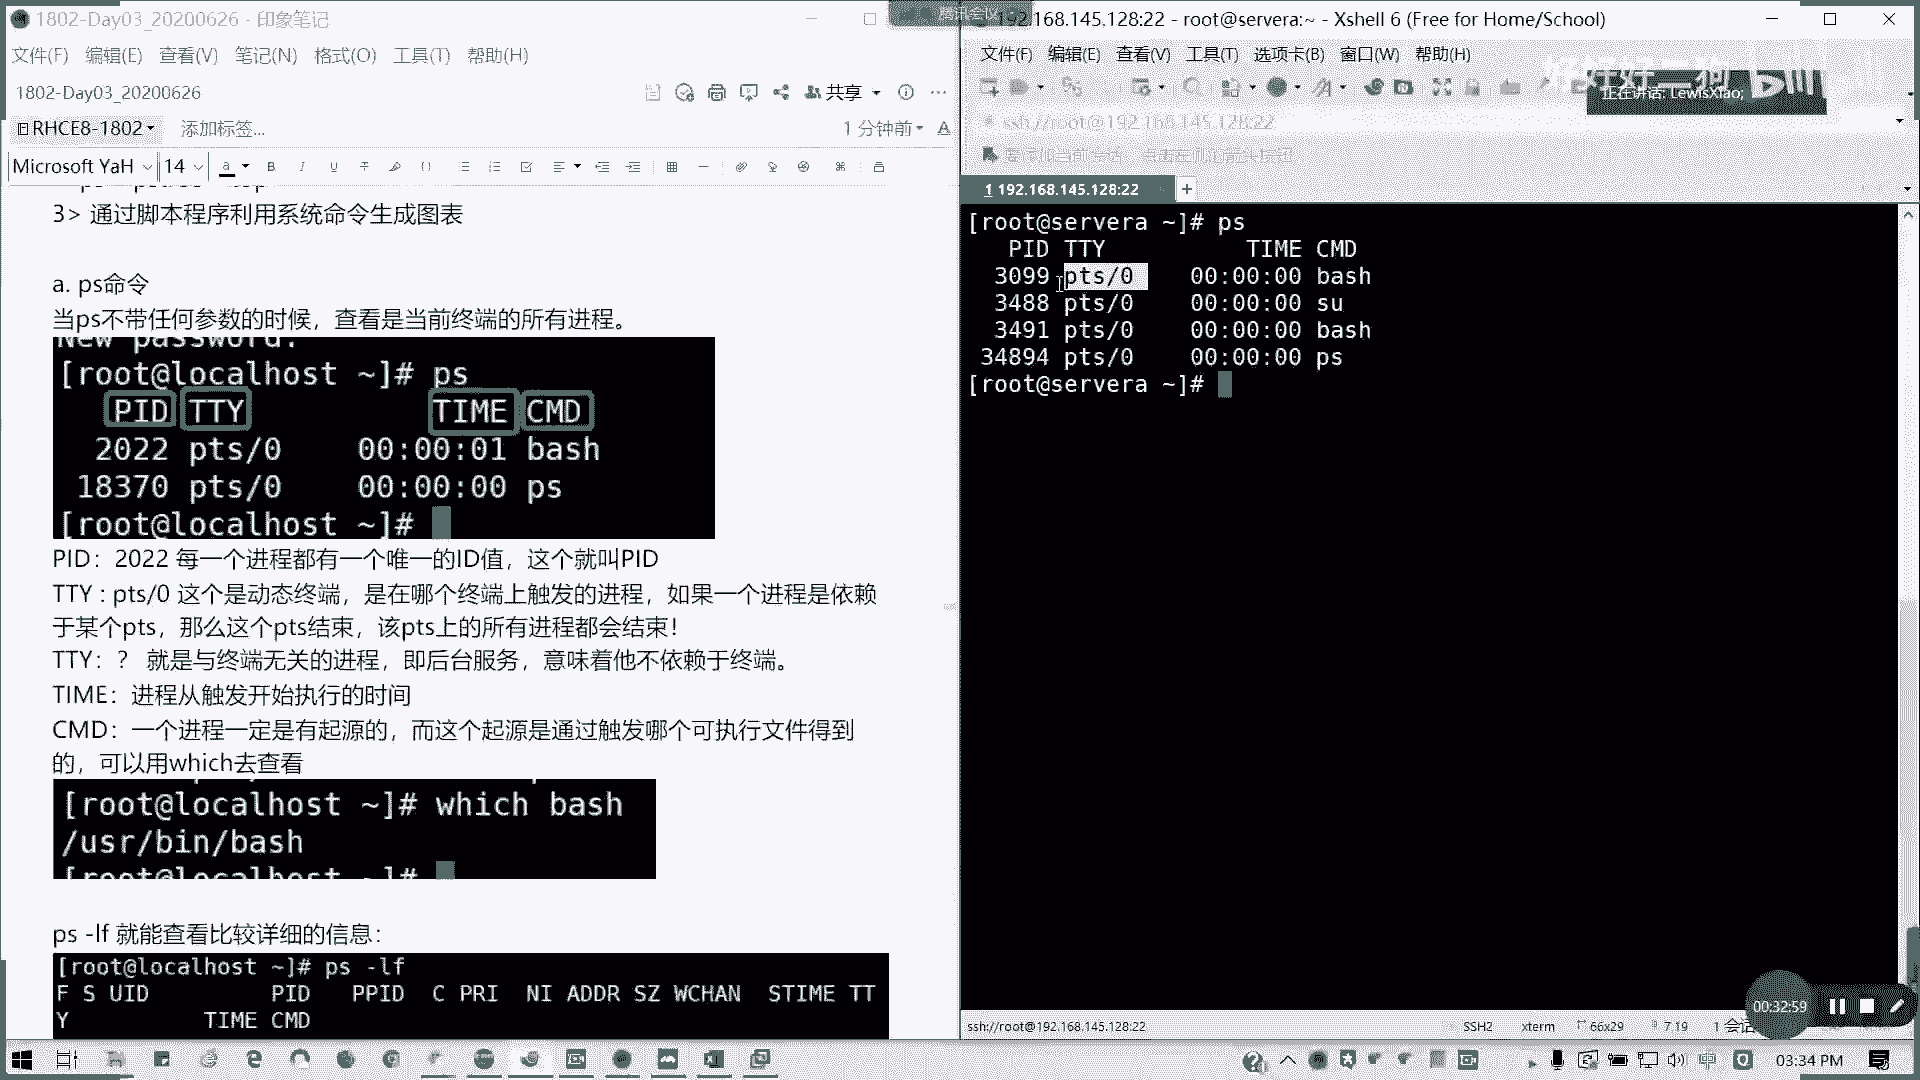 1802-Day03_20200626 - 印象笔记
文件(F) 编辑(E) 查看(V) 笔记(N) 格式(O) 工具(T) 帮助(H)
1802-Day03_20200626
共享
RHCE8-1802
添加标签...
1 分钟前
Microsoft YaH 14
3> 通过脚本程序利用系统命令生成图表
a. ps命令
当ps不带任何参数的时候，查看是当前终端的所有进程。
New password:
[root@localhost ~]# ps
PID TTY TIME CMD
2022 pts/0 00:00:01 bash
18370 pts/0 00:00:00 ps
[root@localhost ~]#
PID：2022 每一个进程都有一个唯一的ID值，这个就叫PID
TTY : pts/0 这个是动态终端，是在哪个终端上触发的进程，如果一个进程是依赖
于某个pts，那么这个pts结束，该pts上的所有进程都会结束！
TTY：？ 就是与终端无关的进程，即后台服务，意味着他不依赖于终端。
TIME：进程从触发开始执行的时间
CMD：一个进程一定是有起源的，而这个起源是通过触发哪个可执行文件得到
的，可以用which去查看
[root@localhost ~]# which bash
/usr/bin/bash
[root@localhost ~]#
ps -lf 就能查看比较详细的信息：
[root@localhost ~]# ps -lf
F S UID PID PPID C PRI NI ADDR SZ WCHAN STIME TT
Y TIME CMD
腾讯会议
192.168.145.128:22 - root@servera:~ - Xshell 6 (Free for Home/School)
文件(F) 编辑(E) 查看(V) 工具(T) 选项卡(B) 窗口(W) 帮助(H)
正在讲话: LewisXiao;
ssh://root@192.168.145.128:22
要添加当前会话，点击左侧的箭头按钮
1 192.168.145.128:22
[root@servera ~]# ps
PID TTY TIME CMD
3099 pts/0 00:00:00 bash
3488 pts/0 00:00:00 su
3491 pts/0 00:00:00 bash
34894 pts/0 00:00:00 ps
[root@servera ~]#
00:32:59
ssh://root@192.168.145.128:22 SSH2 xterm 66x29 7,19 1 会话
中
03:34 PM